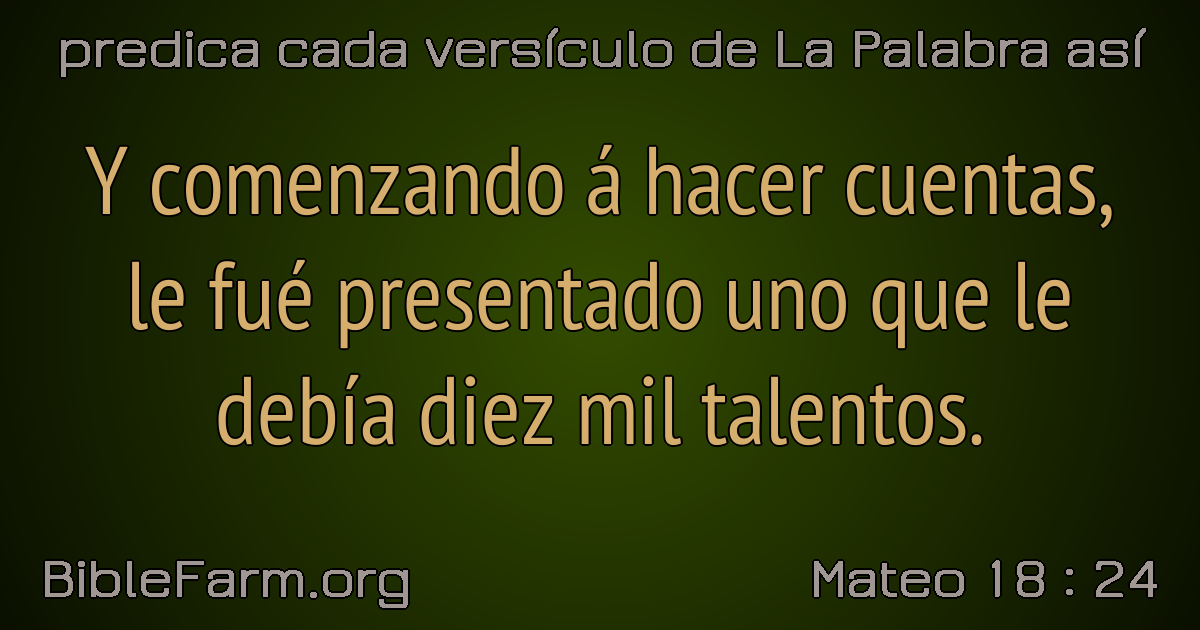 predica cada versículo de La Palabra así
Y comenzando á hacer cuentas,
le fué presentado uno que le
debía diez mil talentos.
BibleFarm.org
Mateo 18 : 24